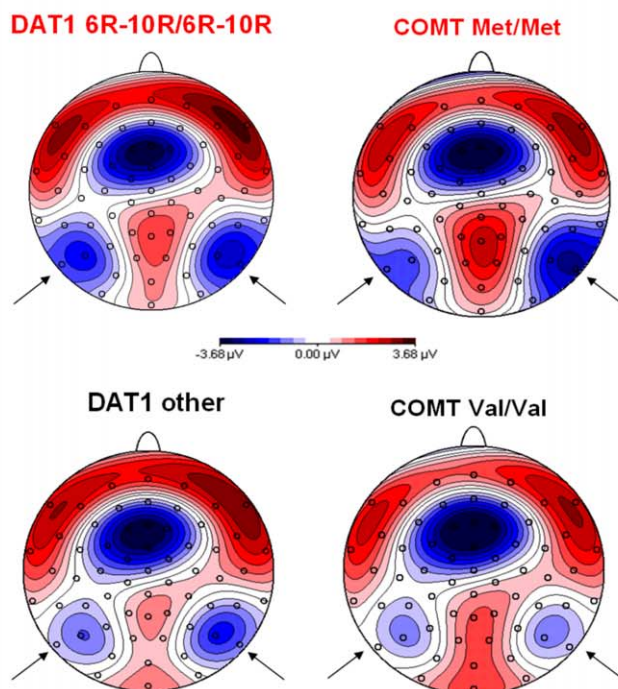 DAT1 6R-10R/6R-10R
COMT Met/Met
-3.68 µV 0.00 µV 3.68 µV
DAT1 other
COMT Val/Val